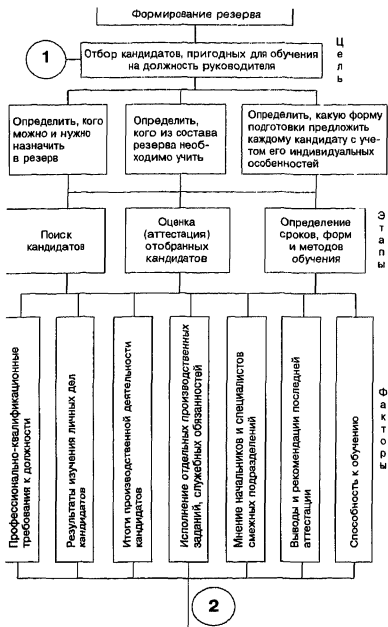 Формирование резерва
1
Отбор кандидатов, пригодных для обучения
на должность руководителя
Цель
Определить, кого
можно и нужно
назначить
в резерв
Определить,
кого из состава
резерва необ-
ходимо учить
Определить, какую форму
подготовки предложить
каждому кандидату с уче-
том его индивидуальных
особенностей
Поиск
кандидатов
Оценка
(аттестация)
отобранных
кандидатов
Определение
сроков, форм
и методов
обучения
Этапы
Профессионально-квалификационные
требования к должности
Результаты изучения личных дел
кандидатов
Итоги производственной деятельности
кандидатов
Исполнение отдельных производственных
заданий, служебных обязанностей
Мнение начальников и специалистов
смежных подразделений
Выводы и рекомендации последней
аттестации
Способность к обучению
Факторы
2